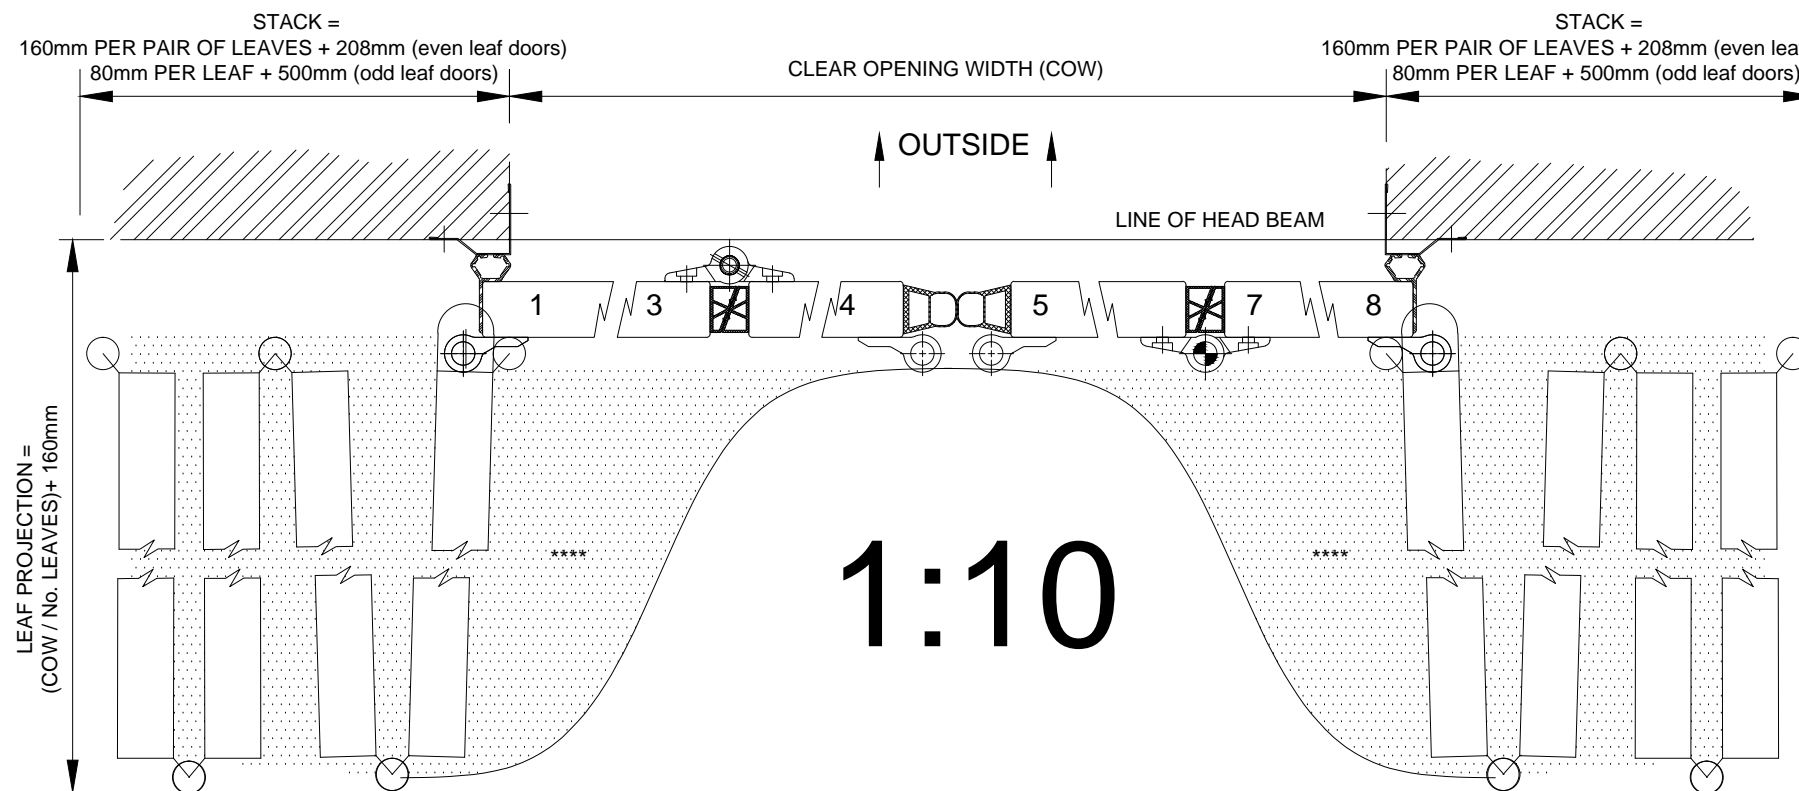 STACK =
160mm PER PAIR OF LEAVES + 208mm (even leaf doors)
80mm PER LEAF + 500mm (odd leaf doors)
CLEAR OPENING WIDTH (COW)
STACK =
160mm PER PAIR OF LEAVES + 208mm (even lea
80mm PER LEAF + 500mm (odd leaf doors)
OUTSIDE
LINE OF HEAD BEAM
1 3 4 5 7 8
LEAF PROJECTION =
(COW / No. LEAVES)+ 160mm
**** ****
1:10